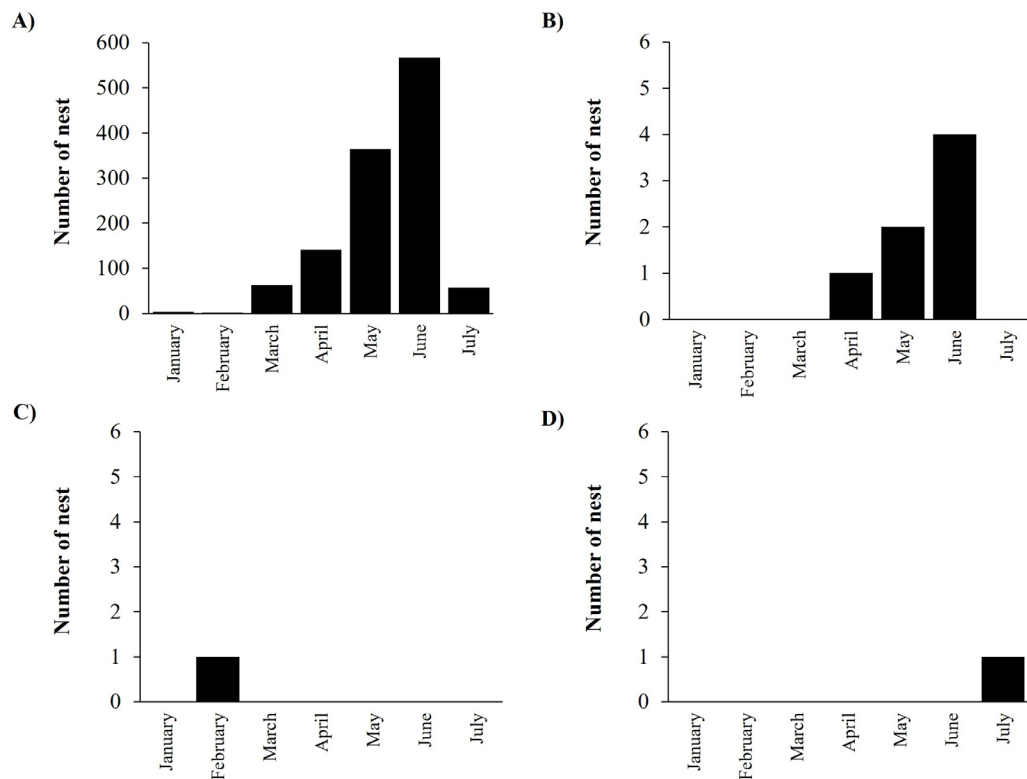 A)
Number of nest
600
500
400
300
200
100
0
January
February
March
April
May
June
July
B)
Number of nest
6
5
4
3
2
1
0
January
February
March
April
May
June
July
C)
Number of nest
6
5
4
3
2
1
0
January
February
March
April
May
June
July
D)
Number of nest
6
5
4
3
2
1
0
January
February
March
April
May
June
July